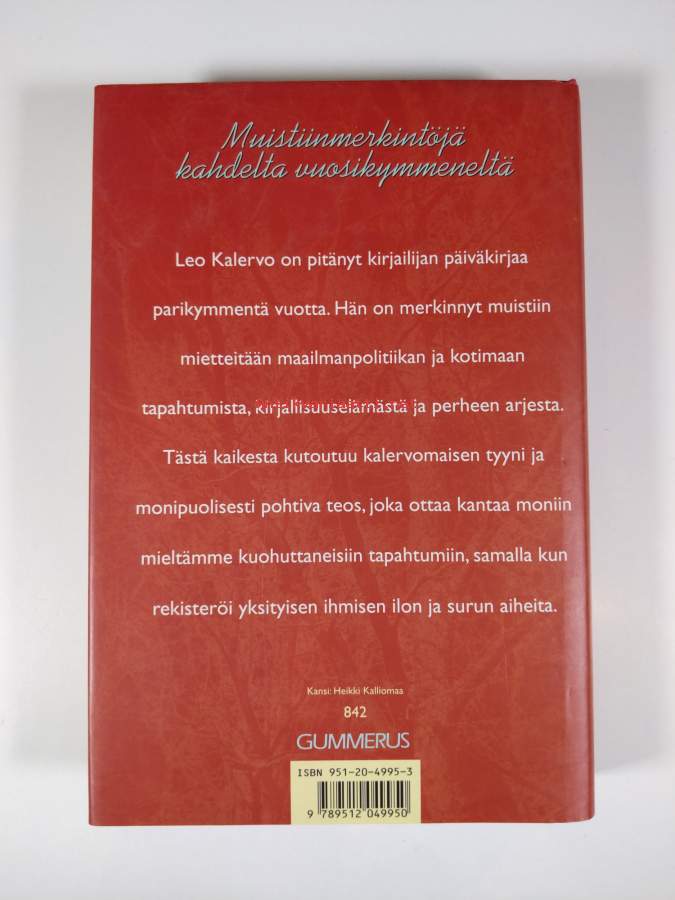 Muistiinmerkintöjä
kahdelta vuosikymmeneltä
Leo Kalervo on pitänyt kirjailijan päiväkirjaa
parikymmentä vuotta. Hän on merkinnyt muistiin
mietteitään maailmanpolitiikan ja kotimaan
tapahtumista, kirjallisuuselämästä ja perheen arjesta.
Tästä kaikesta kutoutuu kalervomaisen tyyni ja
monipuolisesti pohtiva teos, joka ottaa kantaa moniin
mieltämme kuohuttaneisiin tapahtumiin, samalla kun
rekisteröi yksityisen ihmisen ilon ja surun aiheita.
Kansi: Heikki Kalliomaa
842
GUMMERUS
ISBN 951-20-4995-3
9 789512 049950